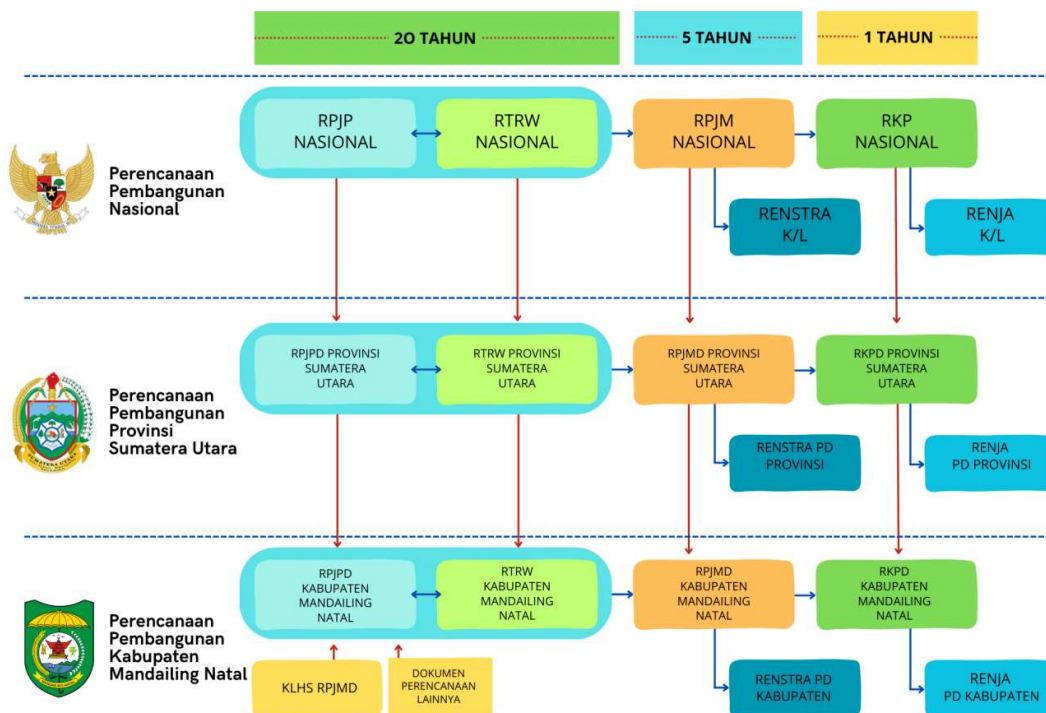 2O TAHUN
5 TAHUN
1 TAHUN
Perencanaan
Pembangunan
Nasional
RPJP
NASIONAL
RTRW
NASIONAL
RPJM
NASIONAL
RKP
NASIONAL
RENSTRA
K/L
RENJA
K/L
SUMATERA UTARA
Perencanaan
Pembangunan
Provinsi
Sumatera Utara
RPJPD PROVINSI
SUMATERA
UTARA
RTRW PROVINSI
SUMATERA
UTARA
RPJMD PROVINSI
SUMATERA
UTARA
RKPD PROVINSI
SUMATERA
UTARA
RENSTRA PD
PROVINSI
RENJA
PD PROVINSI
Perencanaan
Pembangunan
Kabupaten
Mandailing Natal
RPJPD
KABUPATEN
MANDAILING
NATAL
RTRW
KABUPATEN
MANDAILING
NATAL
RPJMD
KABUPATEN
MANDAILING
NATAL
RKPD
KABUPATEN
MANDAILING
NATAL
KLHS RPJMD
DOKUMEN
PERENCANAAN
LAINNYA
RENSTRA PD
KABUPATEN
RENJA
PD KABUPATEN